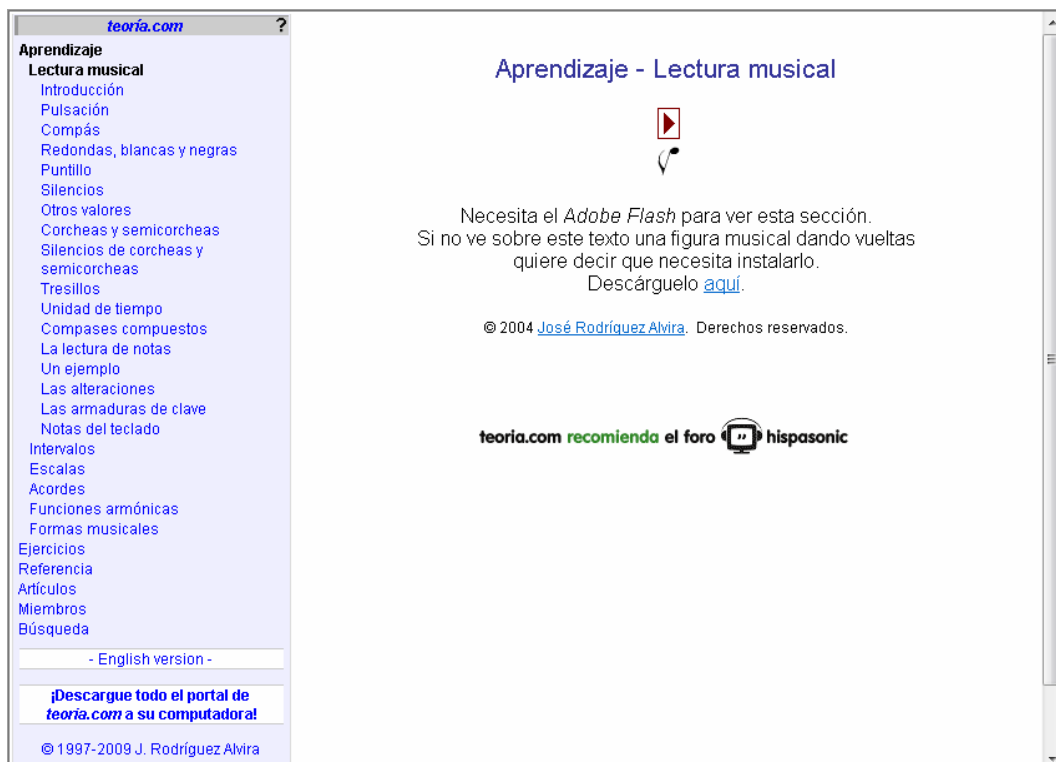 teoría.com ?
Aprendizaje
Lectura musical
Introducción
Pulsación
Compás
Redondas, blancas y negras
Puntillo
Silencios
Otros valores
Corcheas y semicorcheas
Silencios de corcheas y
semicorcheas
Tresillos
Unidad de tiempo
Compases compuestos
La lectura de notas
Un ejemplo
Las alteraciones
Las armaduras de clave
Notas del teclado
Intervalos
Escalas
Acordes
Funciones armónicas
Formas musicales
Ejercicios
Referencia
Artículos
Miembros
Búsqueda
- English version -
¡Descargue todo el portal de
teoria.com a su computadora!
© 1997-2009 J. Rodríguez Alvira
Aprendizaje - Lectura musical
Necesita el Adobe Flash para ver esta sección.
Si no ve sobre este texto una figura musical dando vueltas
quiere decir que necesita instalarlo.
Descárguelo aquí.
© 2004 José Rodríguez Alvira. Derechos reservados.
teoria.com recomienda el foro hispasonic